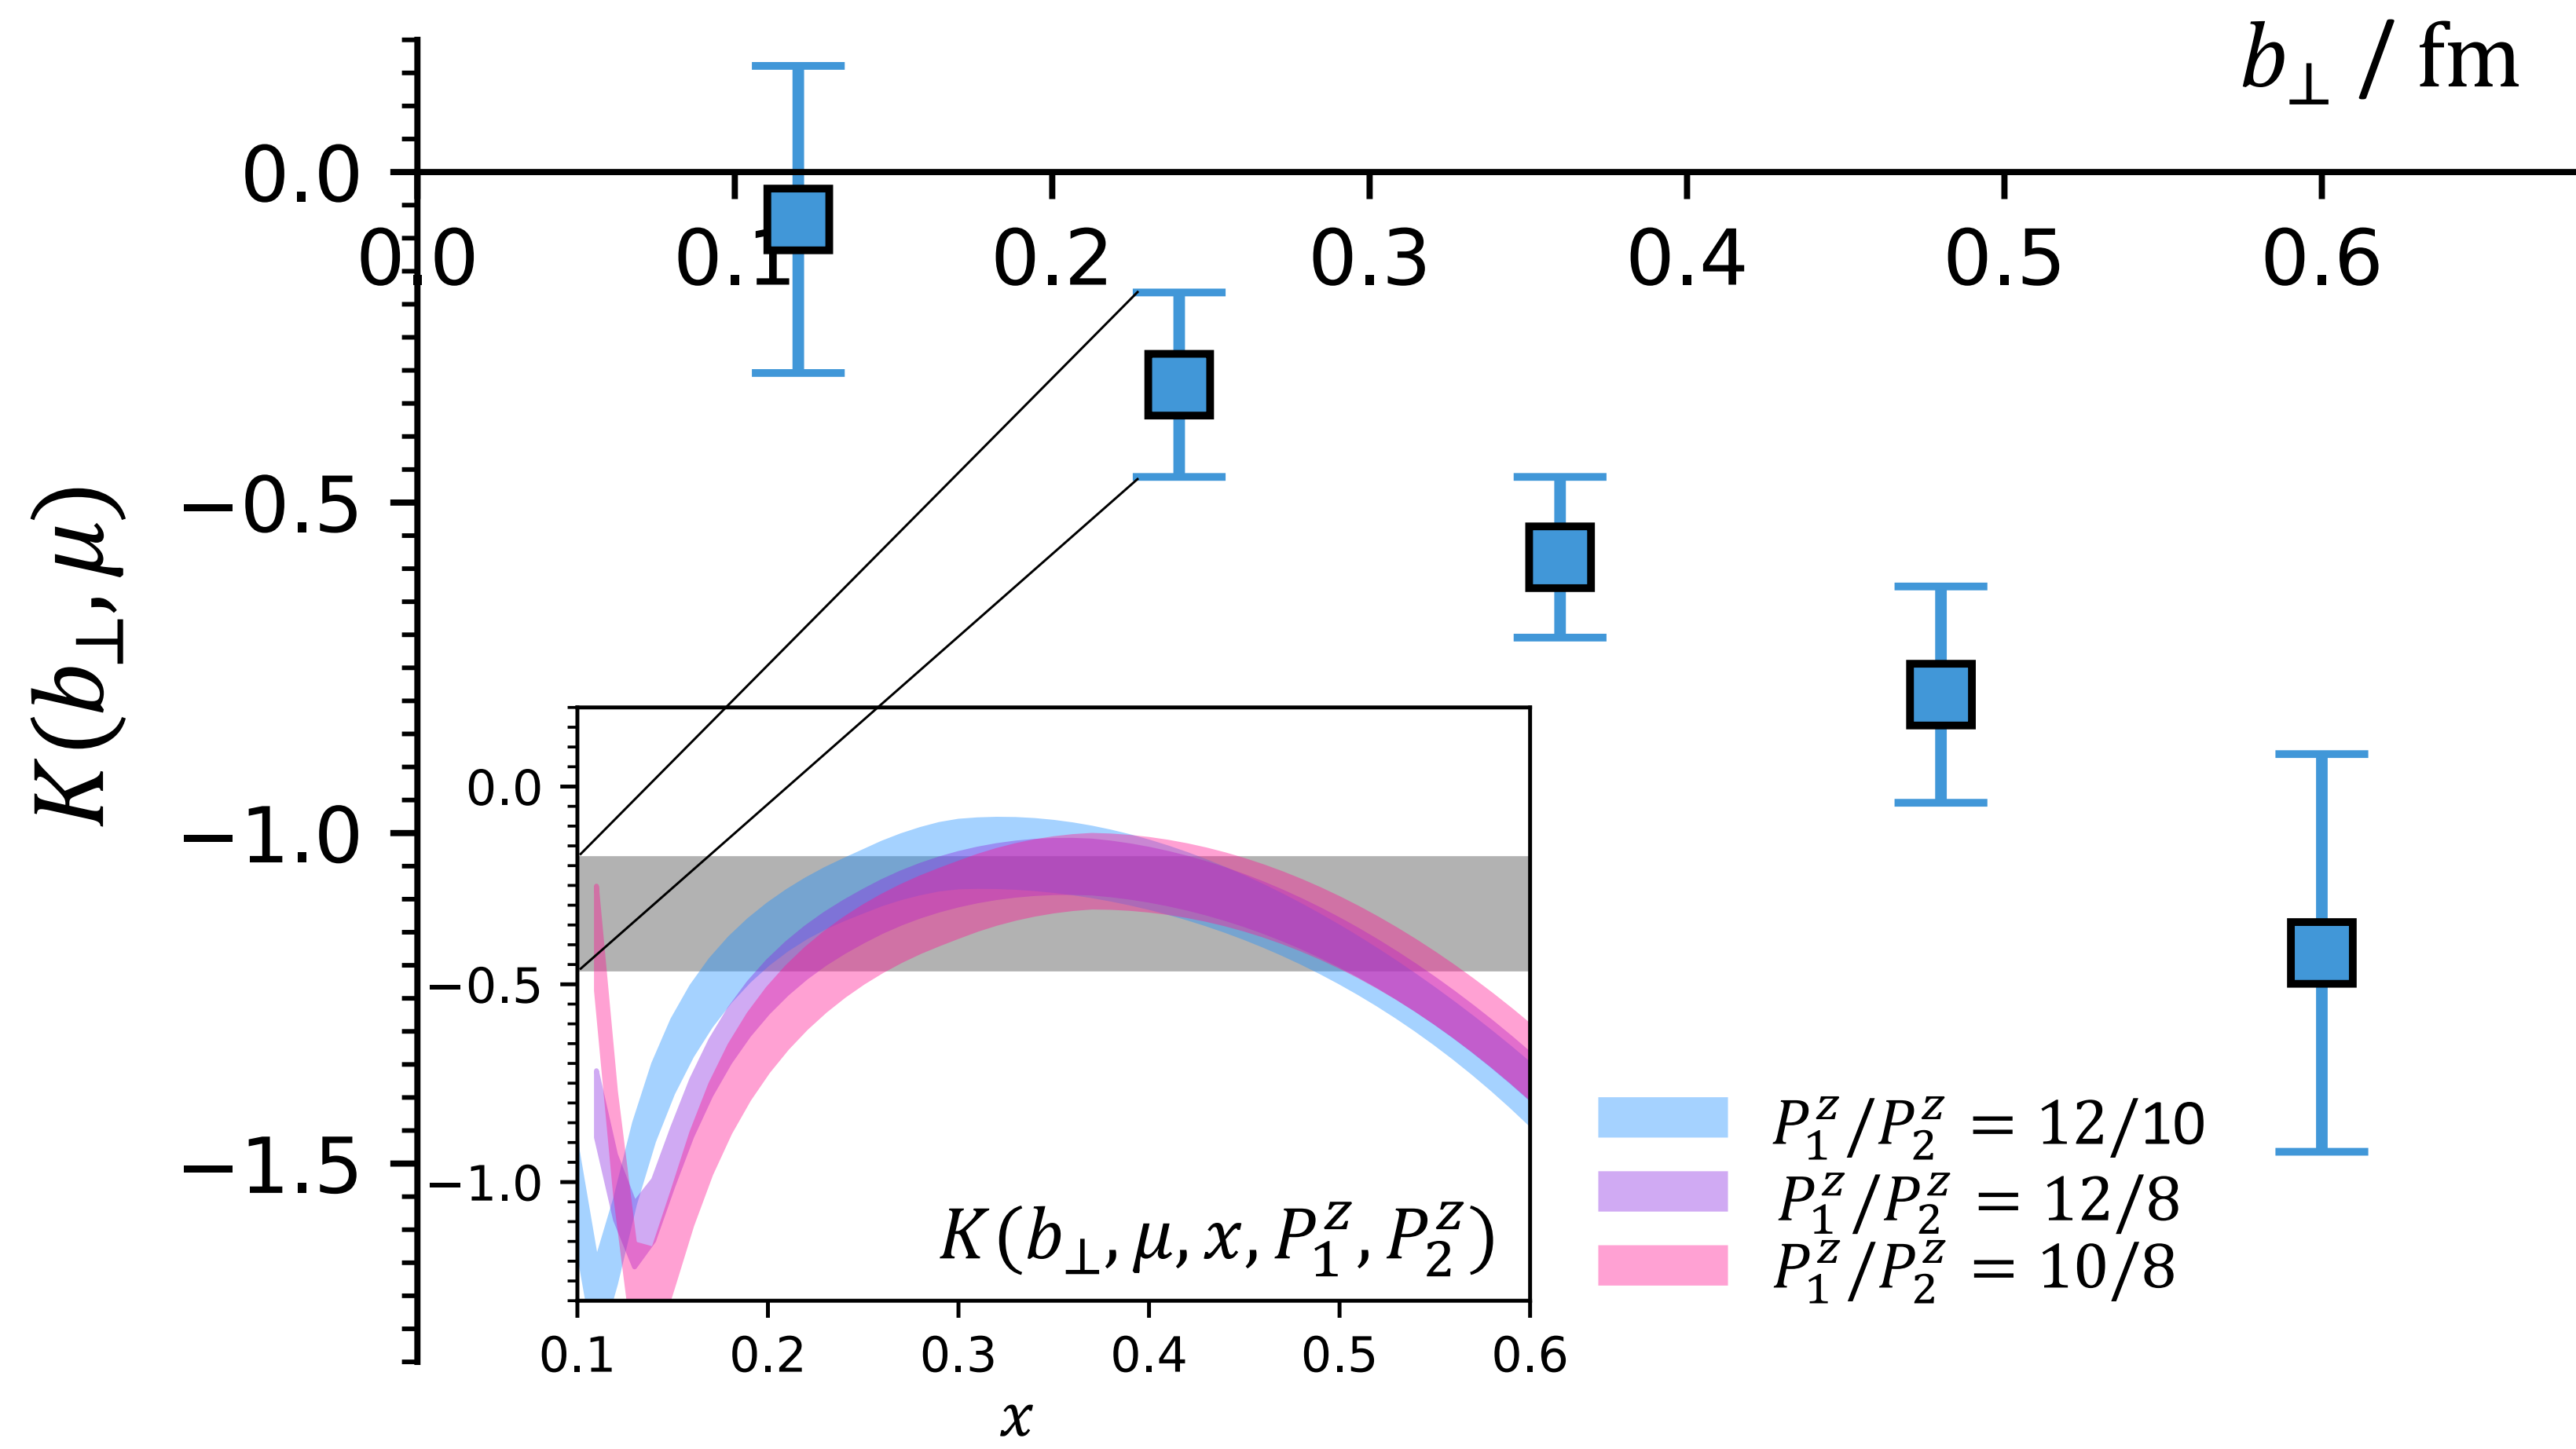 b⊥ / fm
0.0
0.0 0.1 0.2 0.3 0.4 0.5 0.6
−0.5
−1.0
−1.5
K(b⊥, μ)
0.0
−0.5
−1.0
K(b⊥, μ, x, P₁ᶻ, P₂ᶻ)
0.1 0.2 0.3 0.4 0.5 0.6
x
P₁ᶻ/P₂ᶻ = 12/10
P₁ᶻ/P₂ᶻ = 12/8
P₁ᶻ/P₂ᶻ = 10/8